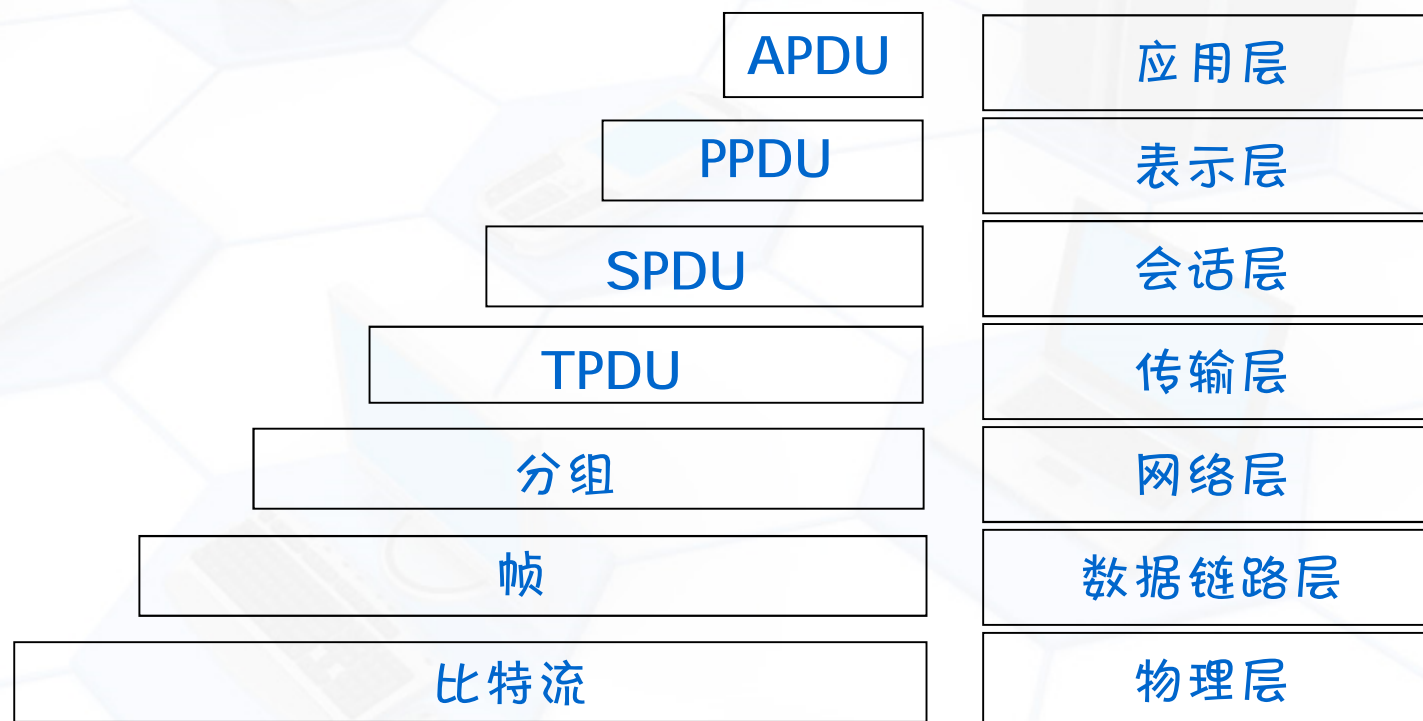 APDU 应用层
PPDU 表示层
SPDU 会话层
TPDU 传输层
分组 网络层
帧 数据链路层
比特流 物理层